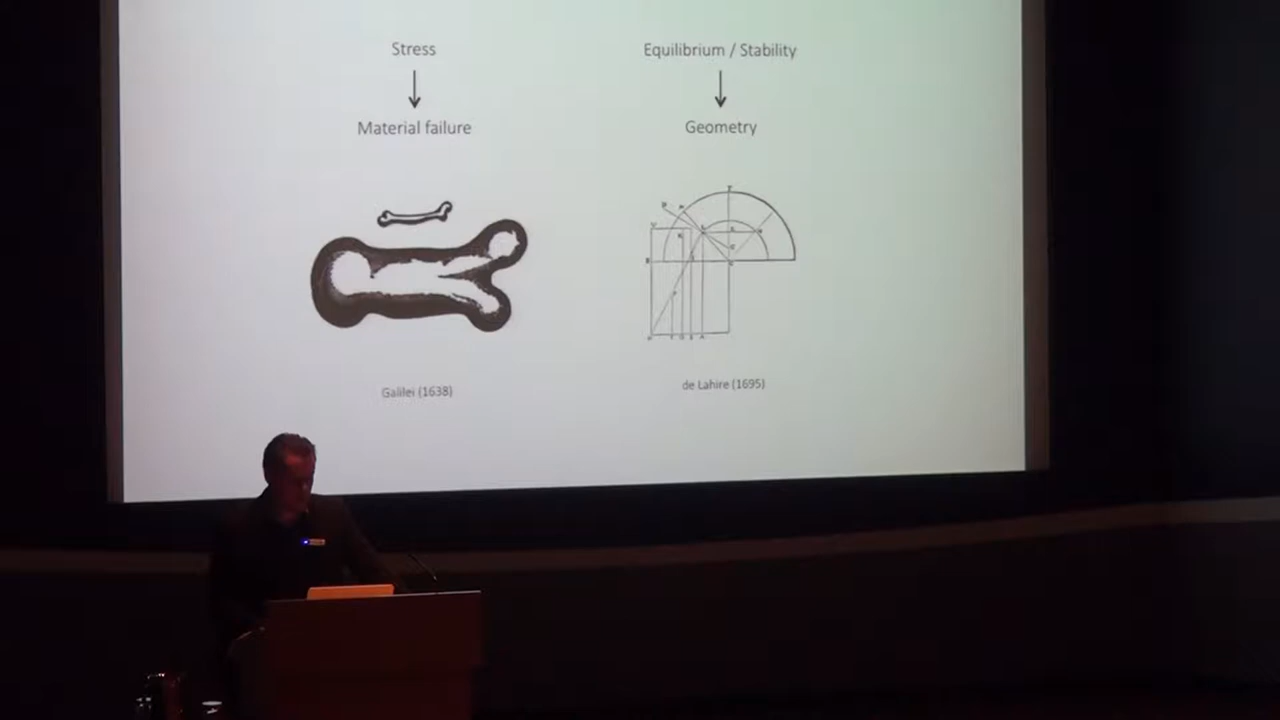 Stress
Equilibrium / Stability
Material failure
Geometry
Galilei (1638)
de Lahire (1695)